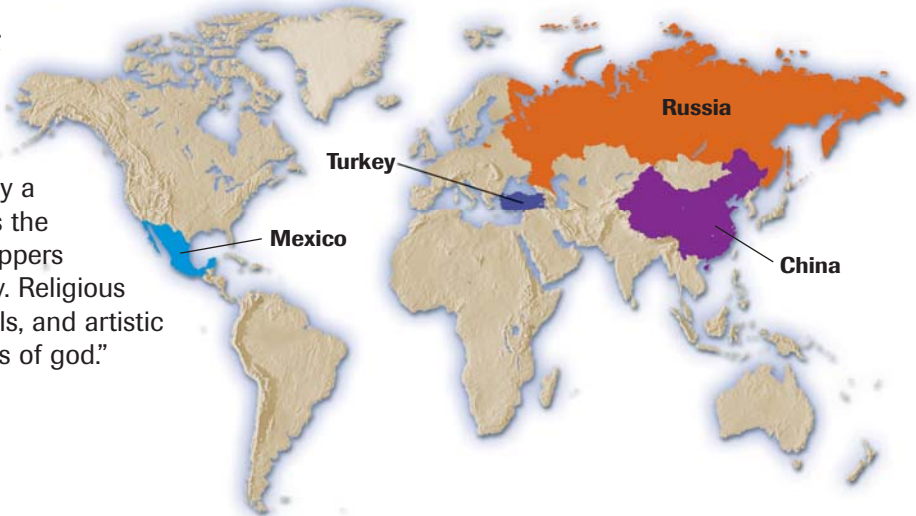 y a
s the
ppers
y. Religious
ls, and artistic
s of god.”
Russia
Turkey
Mexico
China